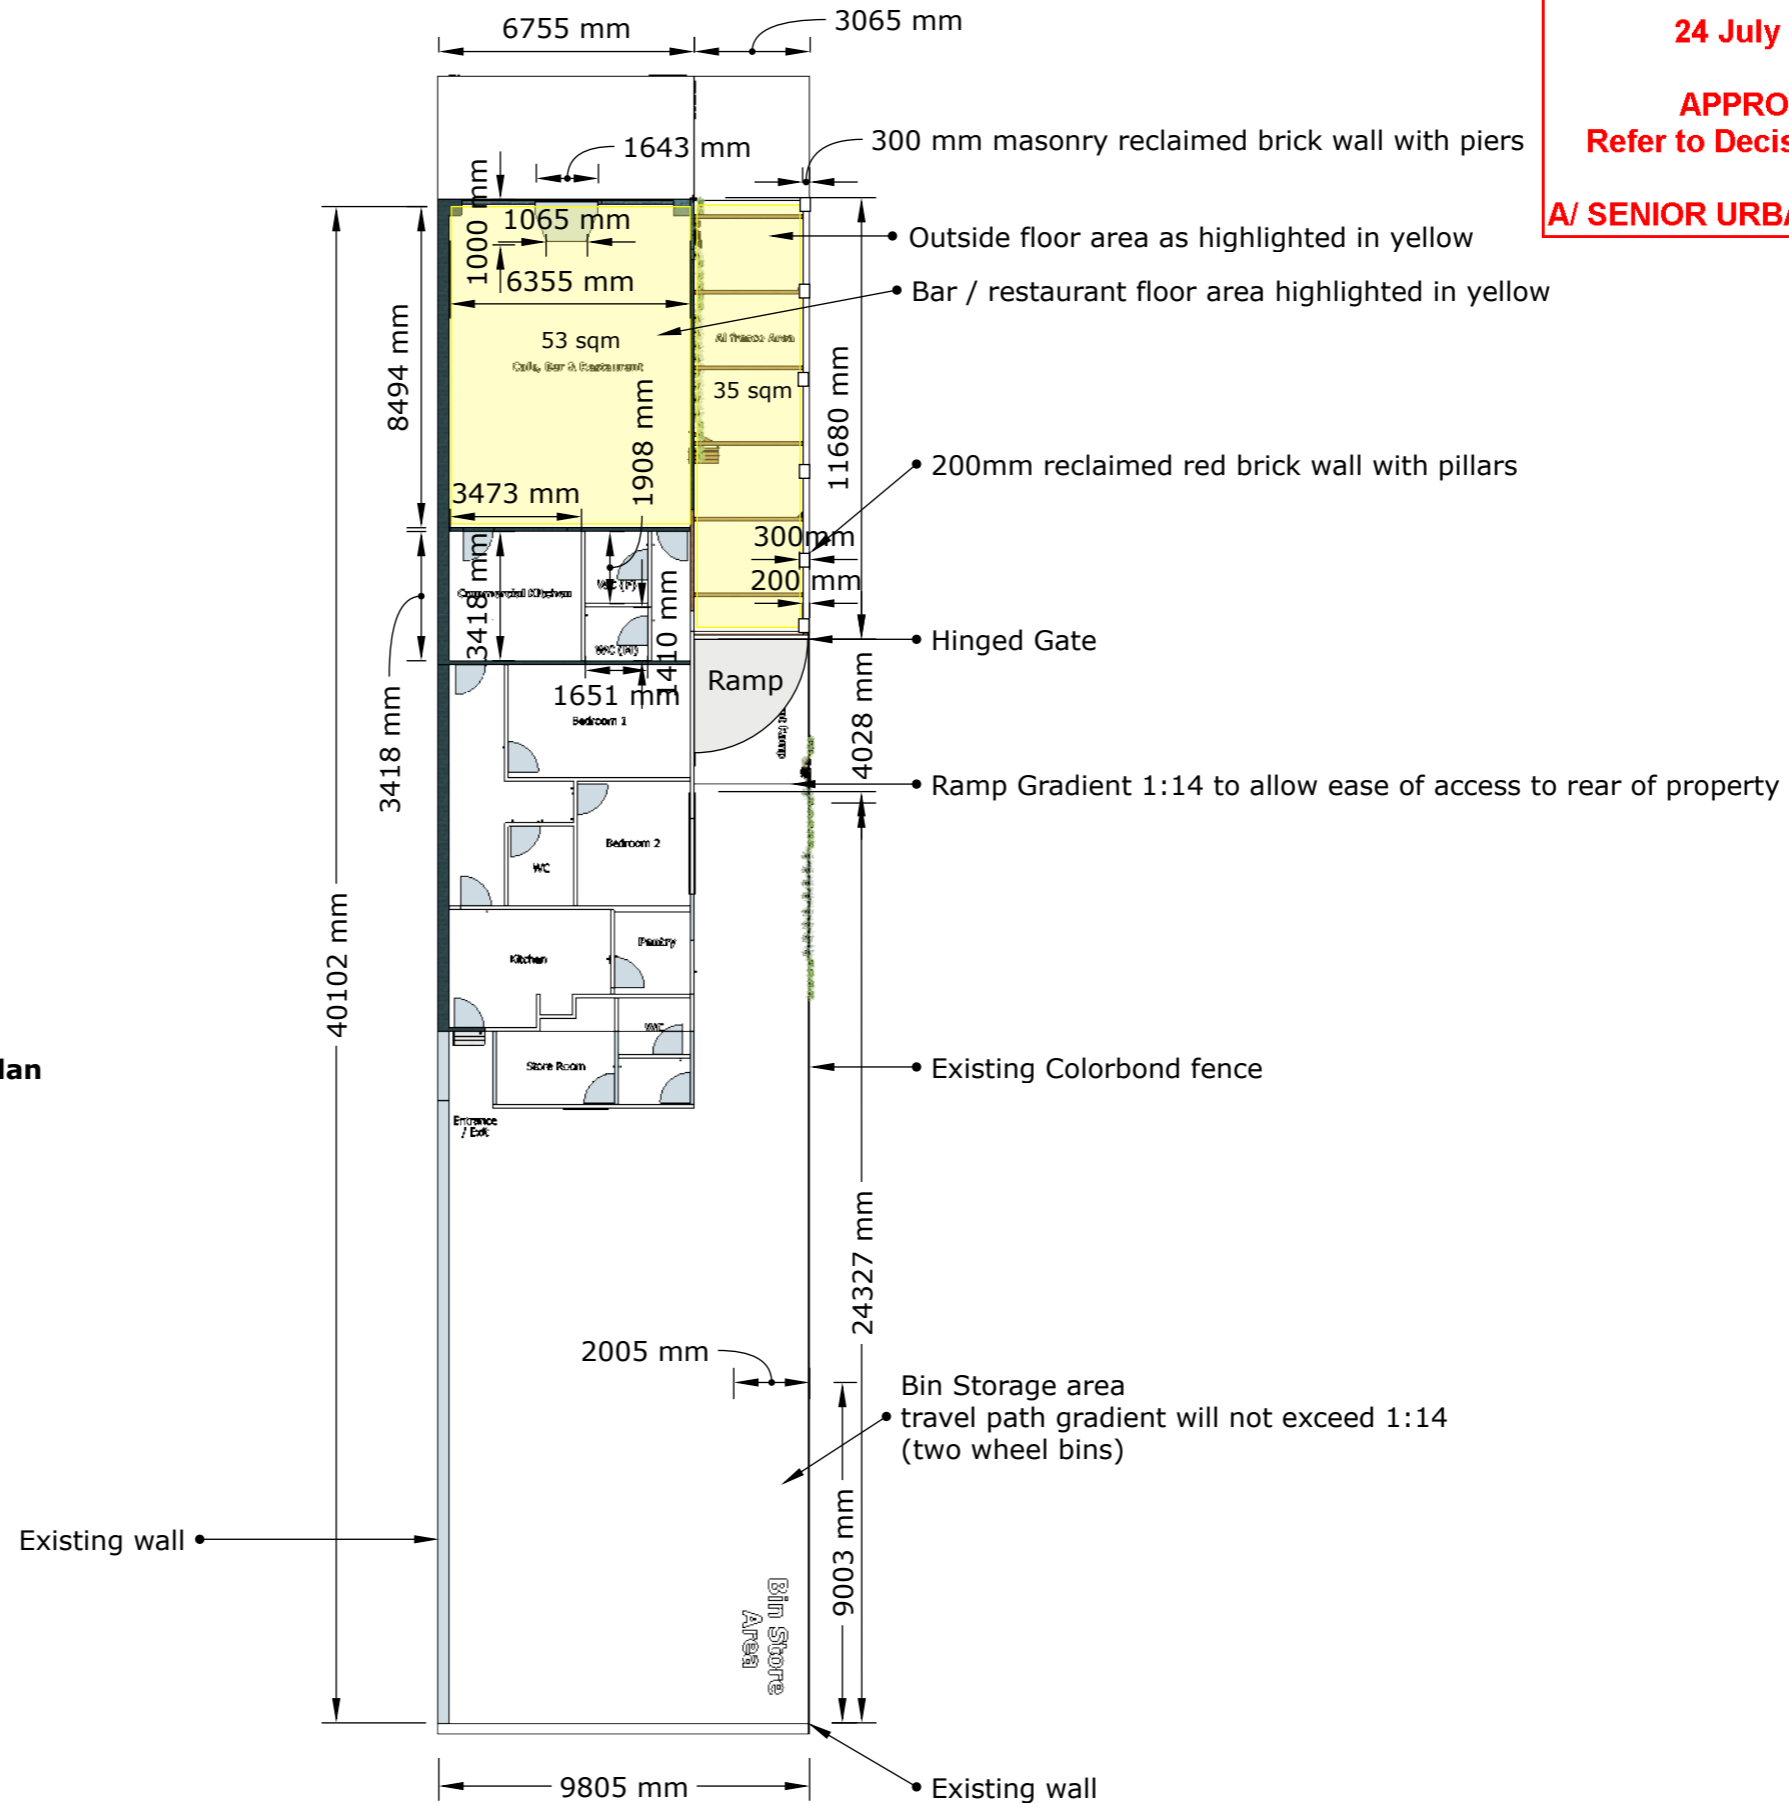 24 July
APPRO
Refer to Decis
A/ SENIOR URBA
6755 mm
3065 mm
1643 mm
300 mm masonry reclaimed brick wall with piers
1000 mm
1065 mm
Outside floor area as highlighted in yellow
6355 mm
Bar / restaurant floor area highlighted in yellow
53 sqm
Cafe, Bar & Restaurant
Al fresco Area
35 sqm
8494 mm
11680 mm
1908 mm
200mm reclaimed red brick wall with pillars
3473 mm
300mm
200 mm
Commercial Kitchen
WC (F)
WC (M)
3418 mm
3418 mm
1410 mm
1651 mm
Hinged Gate
Ramp
4028 mm
Bedroom 1
Ramp Gradient 1:14 to allow ease of access to rear of property
Bedroom 2
WC
Kitchen
Pantry
WC
Store Room
40102 mm
Existing Colorbond fence
lan
Entrance
/ Exit
24327 mm
2005 mm
Bin Storage area
travel path gradient will not exceed 1:14
(two wheel bins)
9003 mm
Existing wall
Bin Store
Area
9805 mm
Existing wall